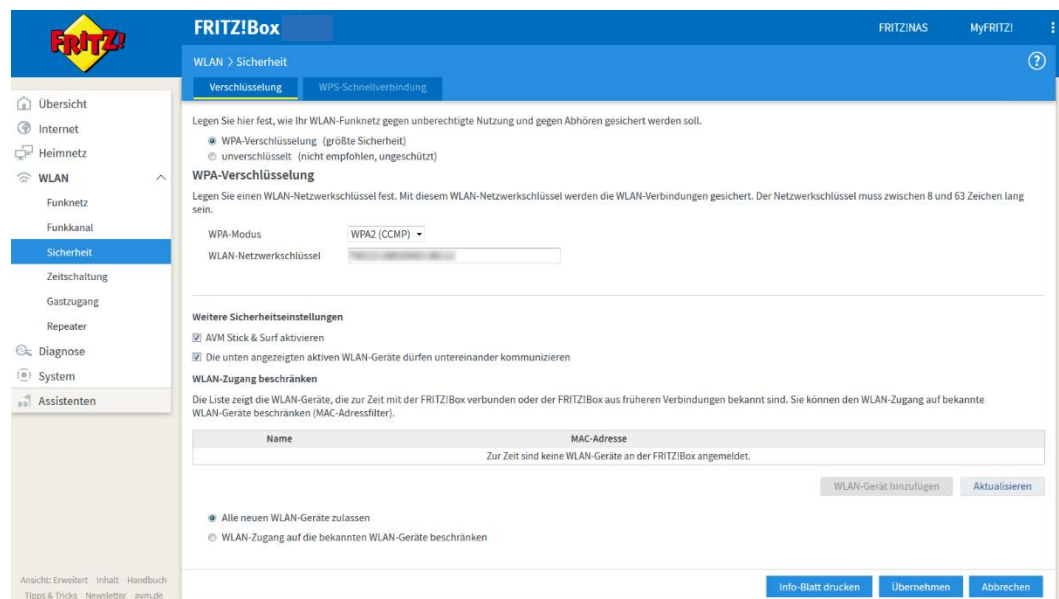 FRITZ!
FRITZ!Box
FRITZ!NAS
MyFRITZ!
WLAN > Sicherheit
?
Verschlüsselung
WPS-Schnellverbindung
Übersicht
Internet
Heimnetz
WLAN
Funknetz
Funkkanal
Sicherheit
Zeitschaltung
Gastzugang
Repeater
Diagnose
System
Assistenten
Ansicht: Erweitert Inhalt Handbuch
Tipps & Tricks Newsletter avm.de
Legen Sie hier fest, wie Ihr WLAN-Funknetz gegen unberechtigte Nutzung und gegen Abhören gesichert werden soll.
WPA-Verschlüsselung (größte Sicherheit)
unverschlüsselt (nicht empfohlen, ungeschützt)
WPA-Verschlüsselung
Legen Sie einen WLAN-Netzwerkschlüssel fest. Mit diesem WLAN-Netzwerkschlüssel werden die WLAN-Verbindungen gesichert. Der Netzwerkschlüssel muss zwischen 8 und 63 Zeichen lang
sein.
WPA-Modus WPA2 (CCMP)
WLAN-Netzwerkschlüssel
Weitere Sicherheitseinstellungen
AVM Stick & Surf aktivieren
Die unten angezeigten aktiven WLAN-Geräte dürfen untereinander kommunizieren
WLAN-Zugang beschränken
Die Liste zeigt die WLAN-Geräte, die zur Zeit mit der FRITZ!Box verbunden oder der FRITZ!Box aus früheren Verbindungen bekannt sind. Sie können den WLAN-Zugang auf bekannte
WLAN-Geräte beschränken (MAC-Adressfilter).
Name MAC-Adresse
Zur Zeit sind keine WLAN-Geräte an der FRITZ!Box angemeldet.
WLAN-Gerät hinzufügen Aktualisieren
Alle neuen WLAN-Geräte zulassen
WLAN-Zugang auf die bekannten WLAN-Geräte beschränken
Info-Blatt drucken Übernehmen Abbrechen